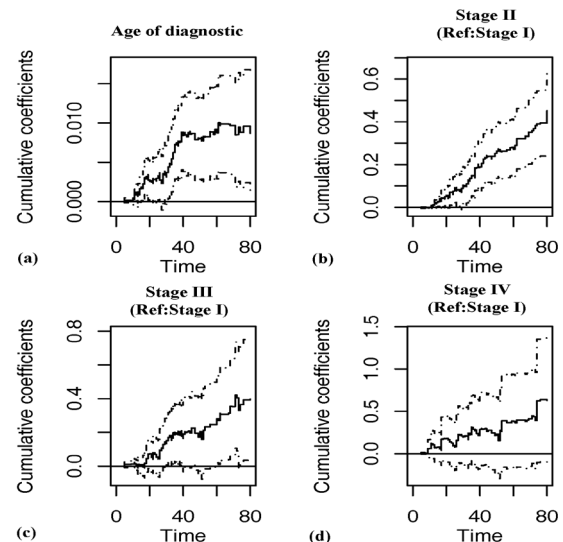 Age of diagnostic
Cumulative coefficients
0.000
0.010
0
40
80
Time
(a)
Stage II
(Ref:Stage I)
Cumulative coefficients
0.0
0.2
0.4
0.6
0
40
80
Time
(b)
Stage III
(Ref:Stage I)
Cumulative coefficients
0.0
0.4
0.8
0
40
80
Time
(c)
Stage IV
(Ref:Stage I)
Cumulative coefficients
0.0
0.5
1.0
1.5
0
40
80
Time
(d)